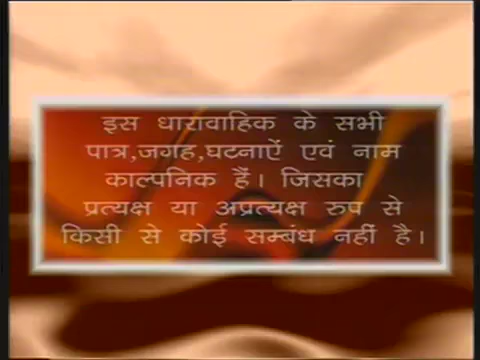 इस धारावाहिक के सभी
पात्र,जगह,घटनाऐं एवं नाम
काल्पनिक हैं। जिसका
प्रत्यक्ष या अप्रत्यक्ष रुप से
किसी से कोई सम्बंध नहीं है।